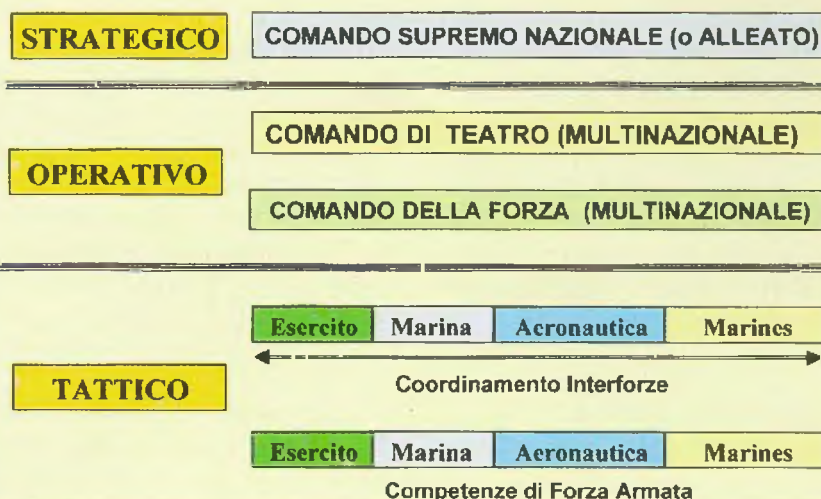 STRATEGICO COMANDO SUPREMO NAZIONALE (o ALLEATO)
COMANDO DI TEATRO (MULTINAZIONALE)
OPERATIVO
COMANDO DELLA FORZA (MULTINAZIONALE)
Esercito Marina Aeronautica Marines
Coordinamento Interforze
TATTICO
Esercito Marina Aeronautica Marines
Competenze di Forza Armata